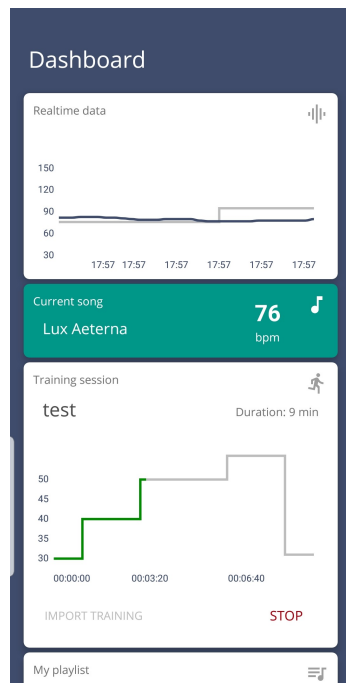 Dashboard
Realtime data
150
120
90
60
30
17:57 17:57 17:57 17:57 17:57 17:57
Current song
Lux Aeterna
76
bpm
Training session
test
Duration: 9 min
50
45
40
35
30
00:00:00 00:03:20 00:06:40
IMPORT TRAINING STOP
My playlist